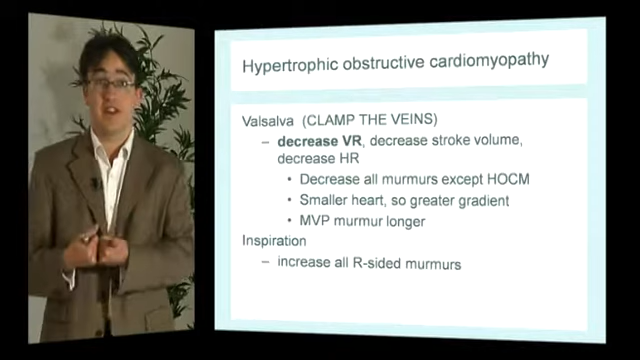 Hypertrophic obstructive cardiomyopathy
Valsalva (CLAMP THE VEINS)
– decrease VR, decrease stroke volume,
decrease HR
• Decrease all murmurs except HOCM
• Smaller heart, so greater gradient
• MVP murmur longer
Inspiration
– increase all R-sided murmurs